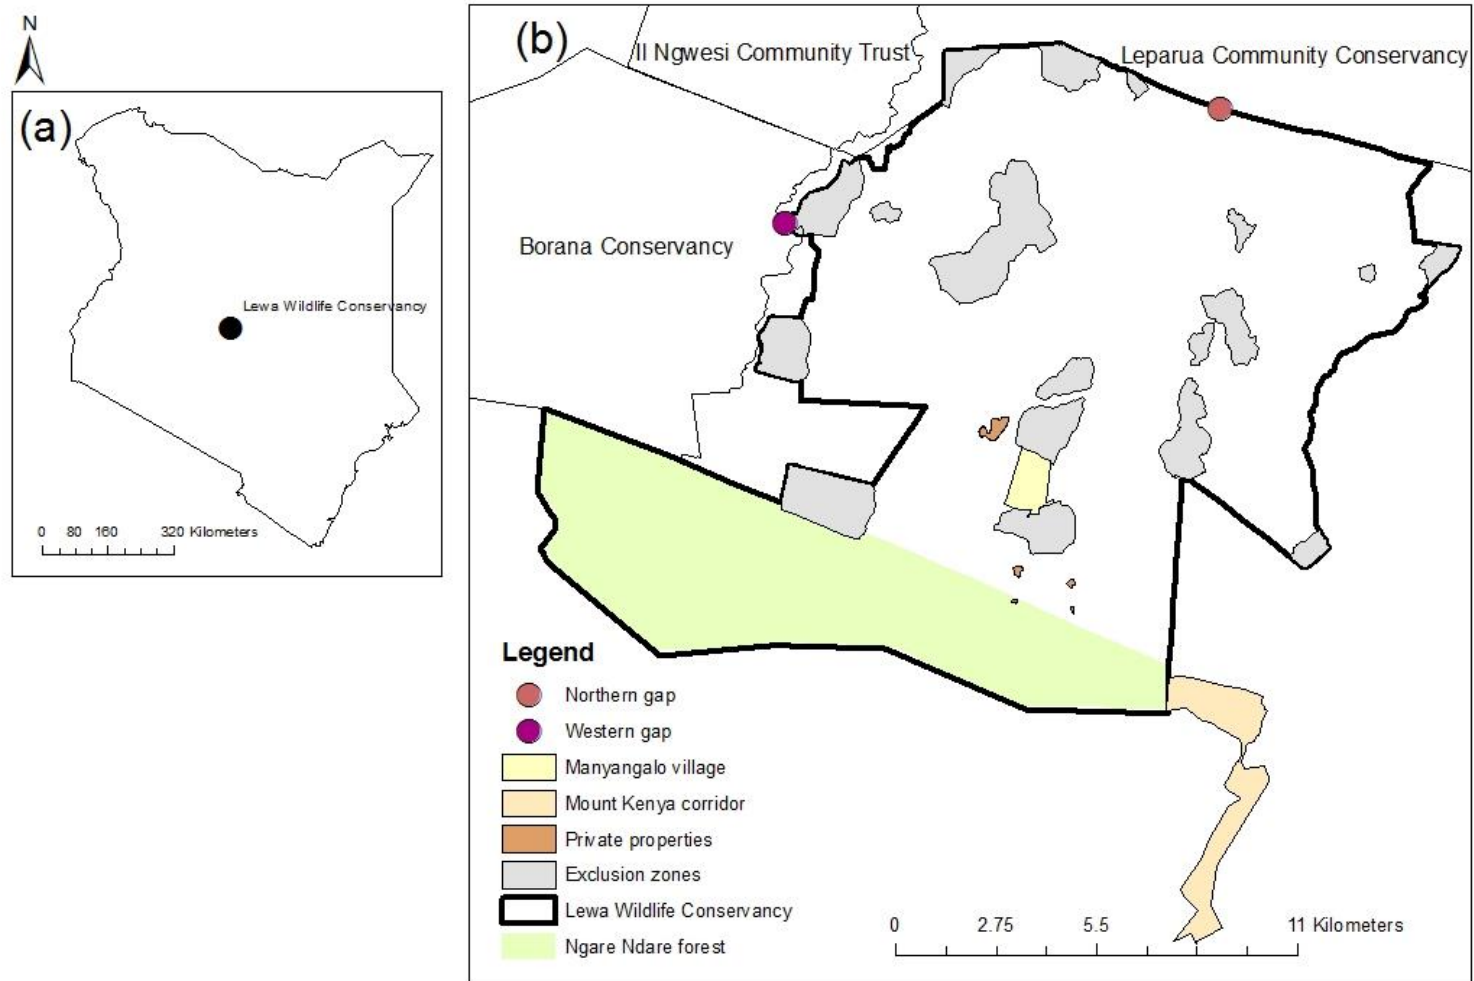 N
(a)
Lewa Wildlife Conservancy
0 80 160 320 Kilometers
(b)
Il Ngwesi Community Trust
Leparua Community Conservancy
Borana Conservancy
Legend
Northern gap
Western gap
Manyangalo village
Mount Kenya corridor
Private properties
Exclusion zones
Lewa Wildlife Conservancy
Ngare Ndare forest
0 2.75 5.5 11 Kilometers